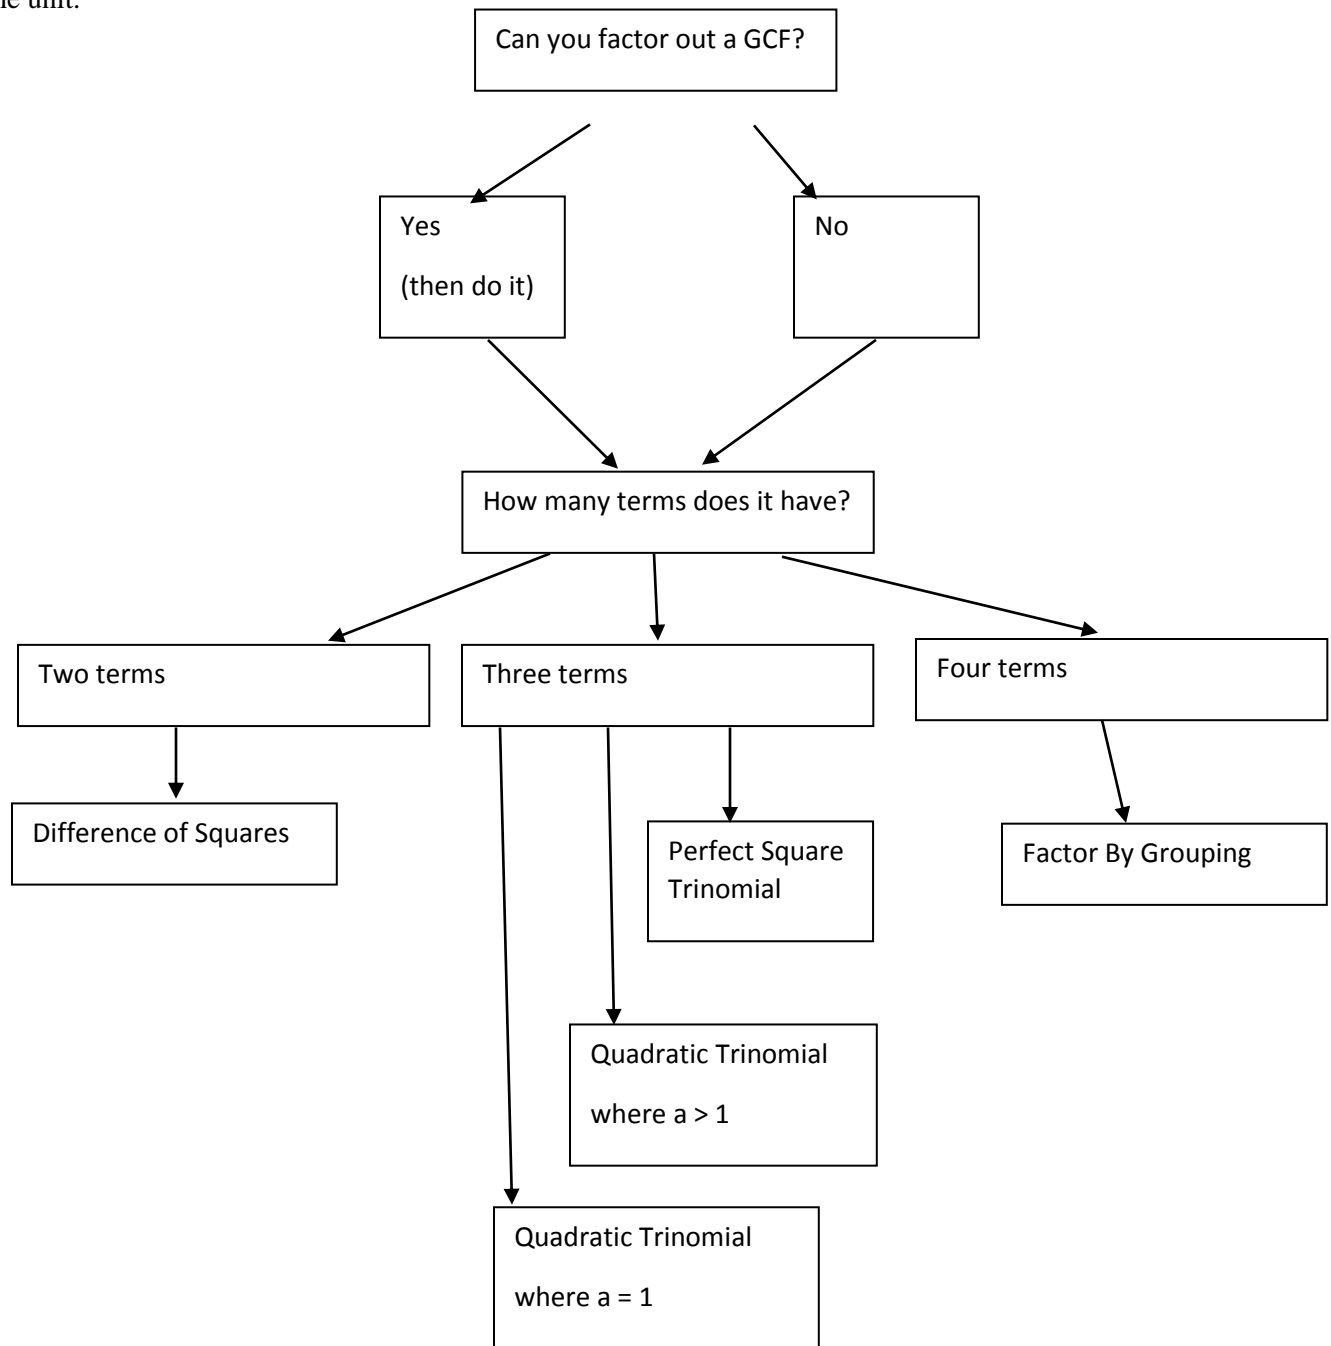 unit.
Can you factor out a GCF?
Yes
(then do it)
No
How many terms does it have?
Two terms
Three terms
Four terms
Difference of Squares
Perfect Square
Trinomial
Factor By Grouping
Quadratic Trinomial
where a > 1
Quadratic Trinomial
where a = 1